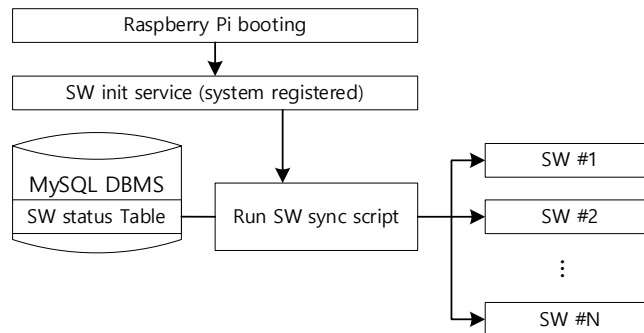 Raspberry Pi booting
SW init service (system registered)
MySQL DBMS
SW status Table
Run SW sync script
SW #1
SW #2
⋮
SW #N